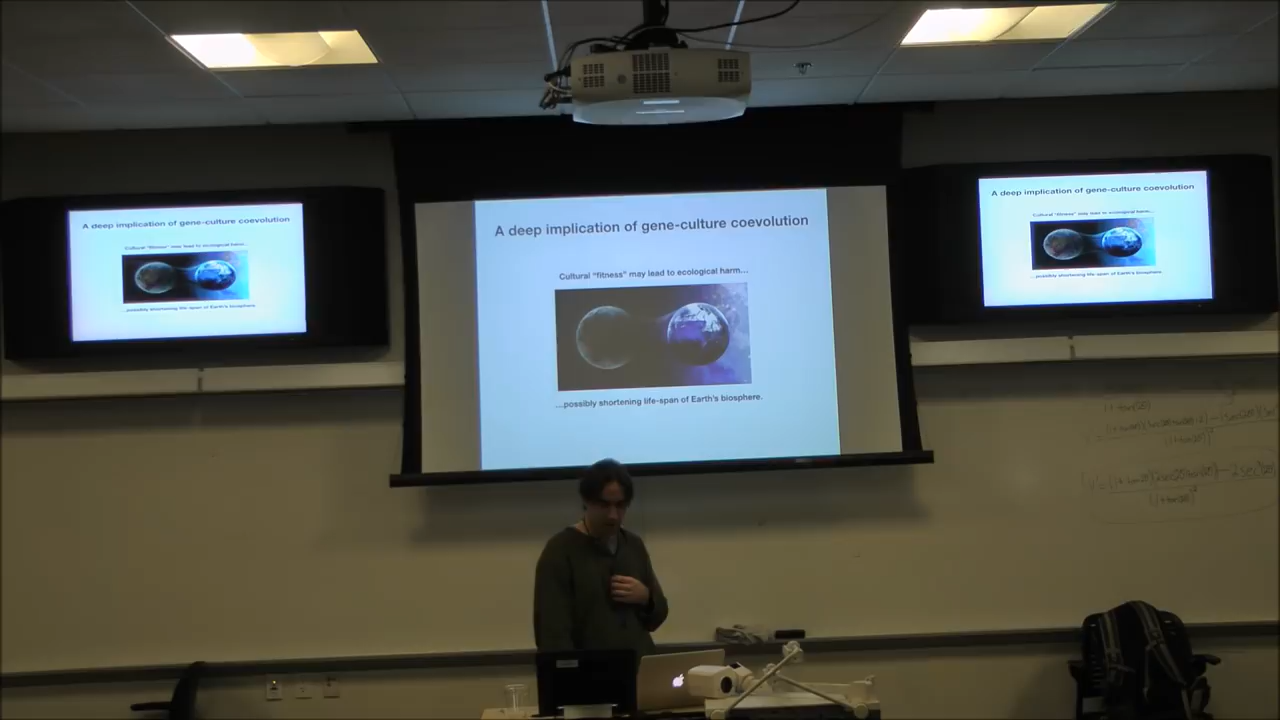 A deep implication of gene-culture coevolution
Cultural "fitness" may lead to ecological harm...
...possibly shortening life-span of Earth's biosphere.
A deep implication of gene-culture coevolution
Cultural "fitness" may lead to ecological harm...
...possibly shortening life-span of Earth's biosphere.
A deep implication of gene-culture coevolution
Cultural "fitness" may lead to ecological harm...
...possibly shortening life-span of Earth's biosphere.